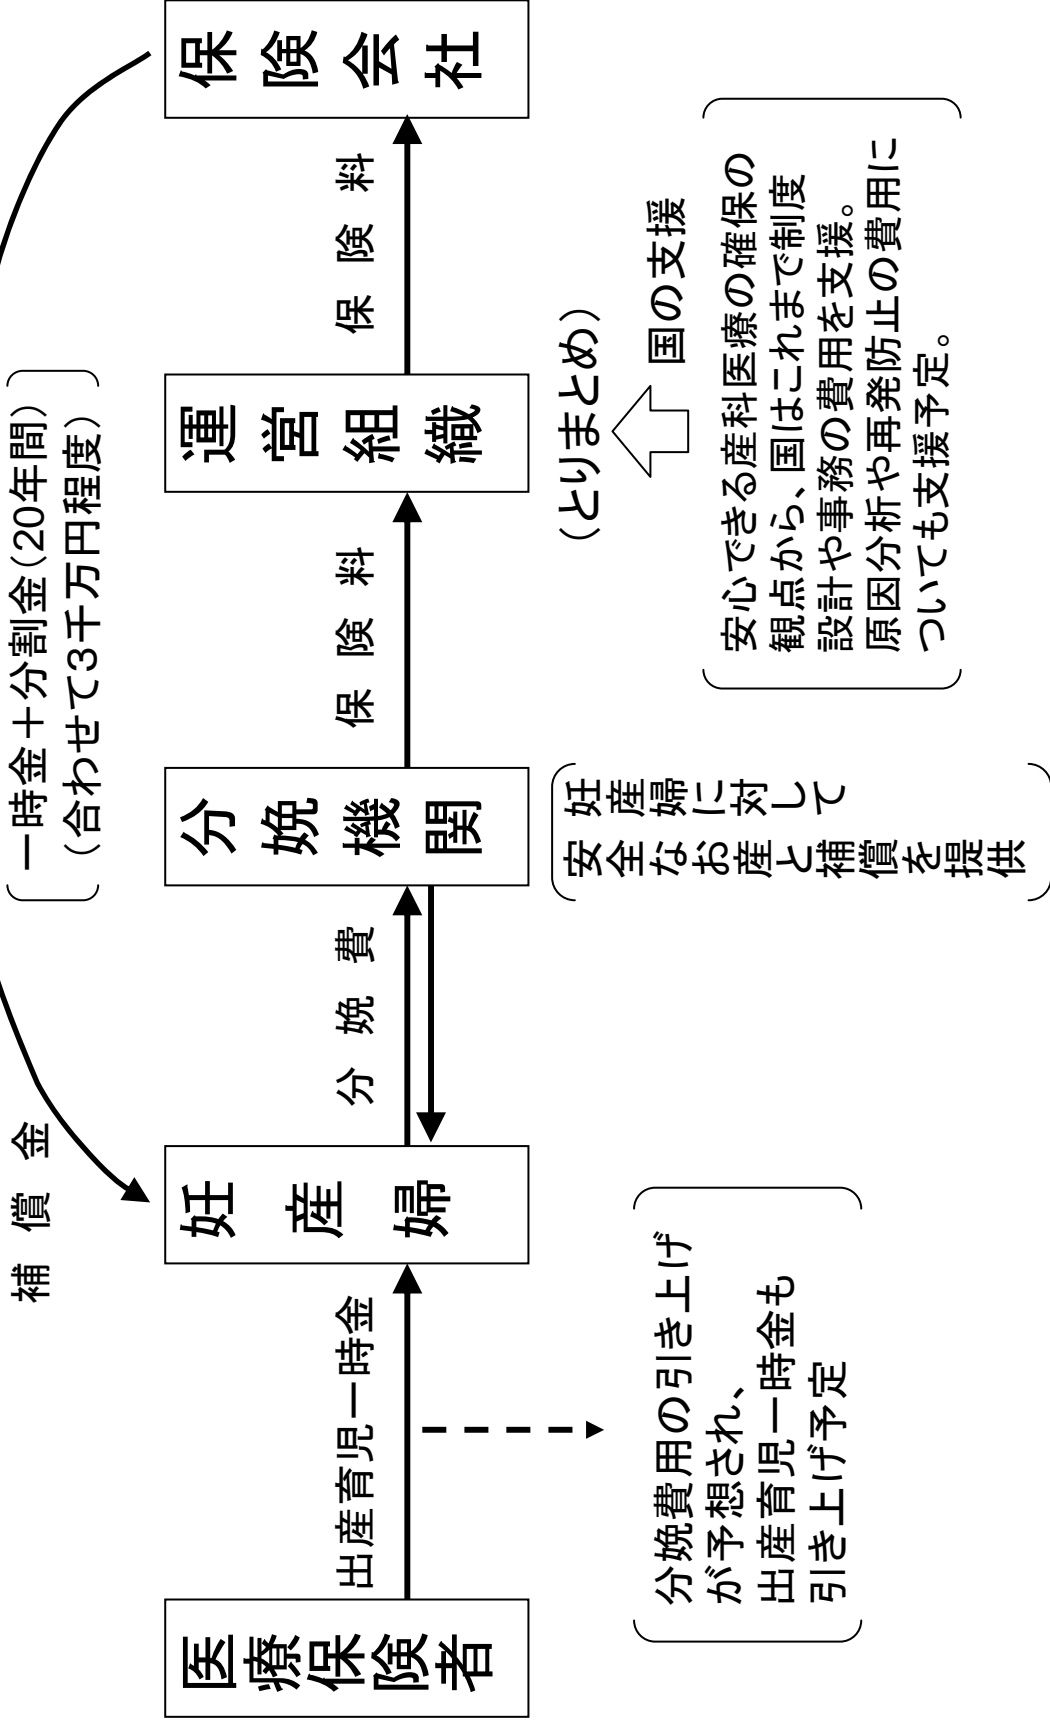 補償金
一時金＋分割金（20年間）
（合わせて3千万円程度）
医療保険者
出産育児一時金
妊産婦
分娩費
分娩機関
保険料
運営組織
保険料
保険会社
（とりまとめ）
国の支援
分娩費用の引き上げ
が予想され、
出産育児一時金も
引き上げ予定
妊産婦に対して
安全なお産と補償を提供
安心できる産科医療の確保の
観点から、国はこれまで制度
設計や事務の費用を支援。
原因分析や再発防止の費用に
ついても支援予定。